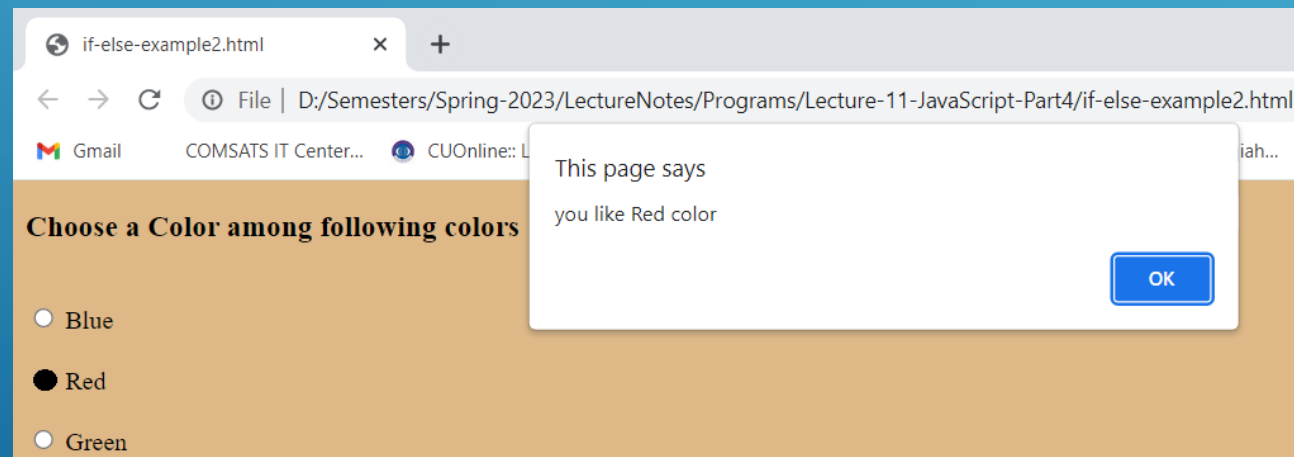 if-else-example2.html
File | D:/Semesters/Spring-2023/LectureNotes/Programs/Lecture-11-JavaScript-Part4/if-else-example2.html
Gmail COMSATS IT Center... CUOnline:: L iah...
This page says
you like Red color
OK
Choose a Color among following colors
Blue
Red
Green